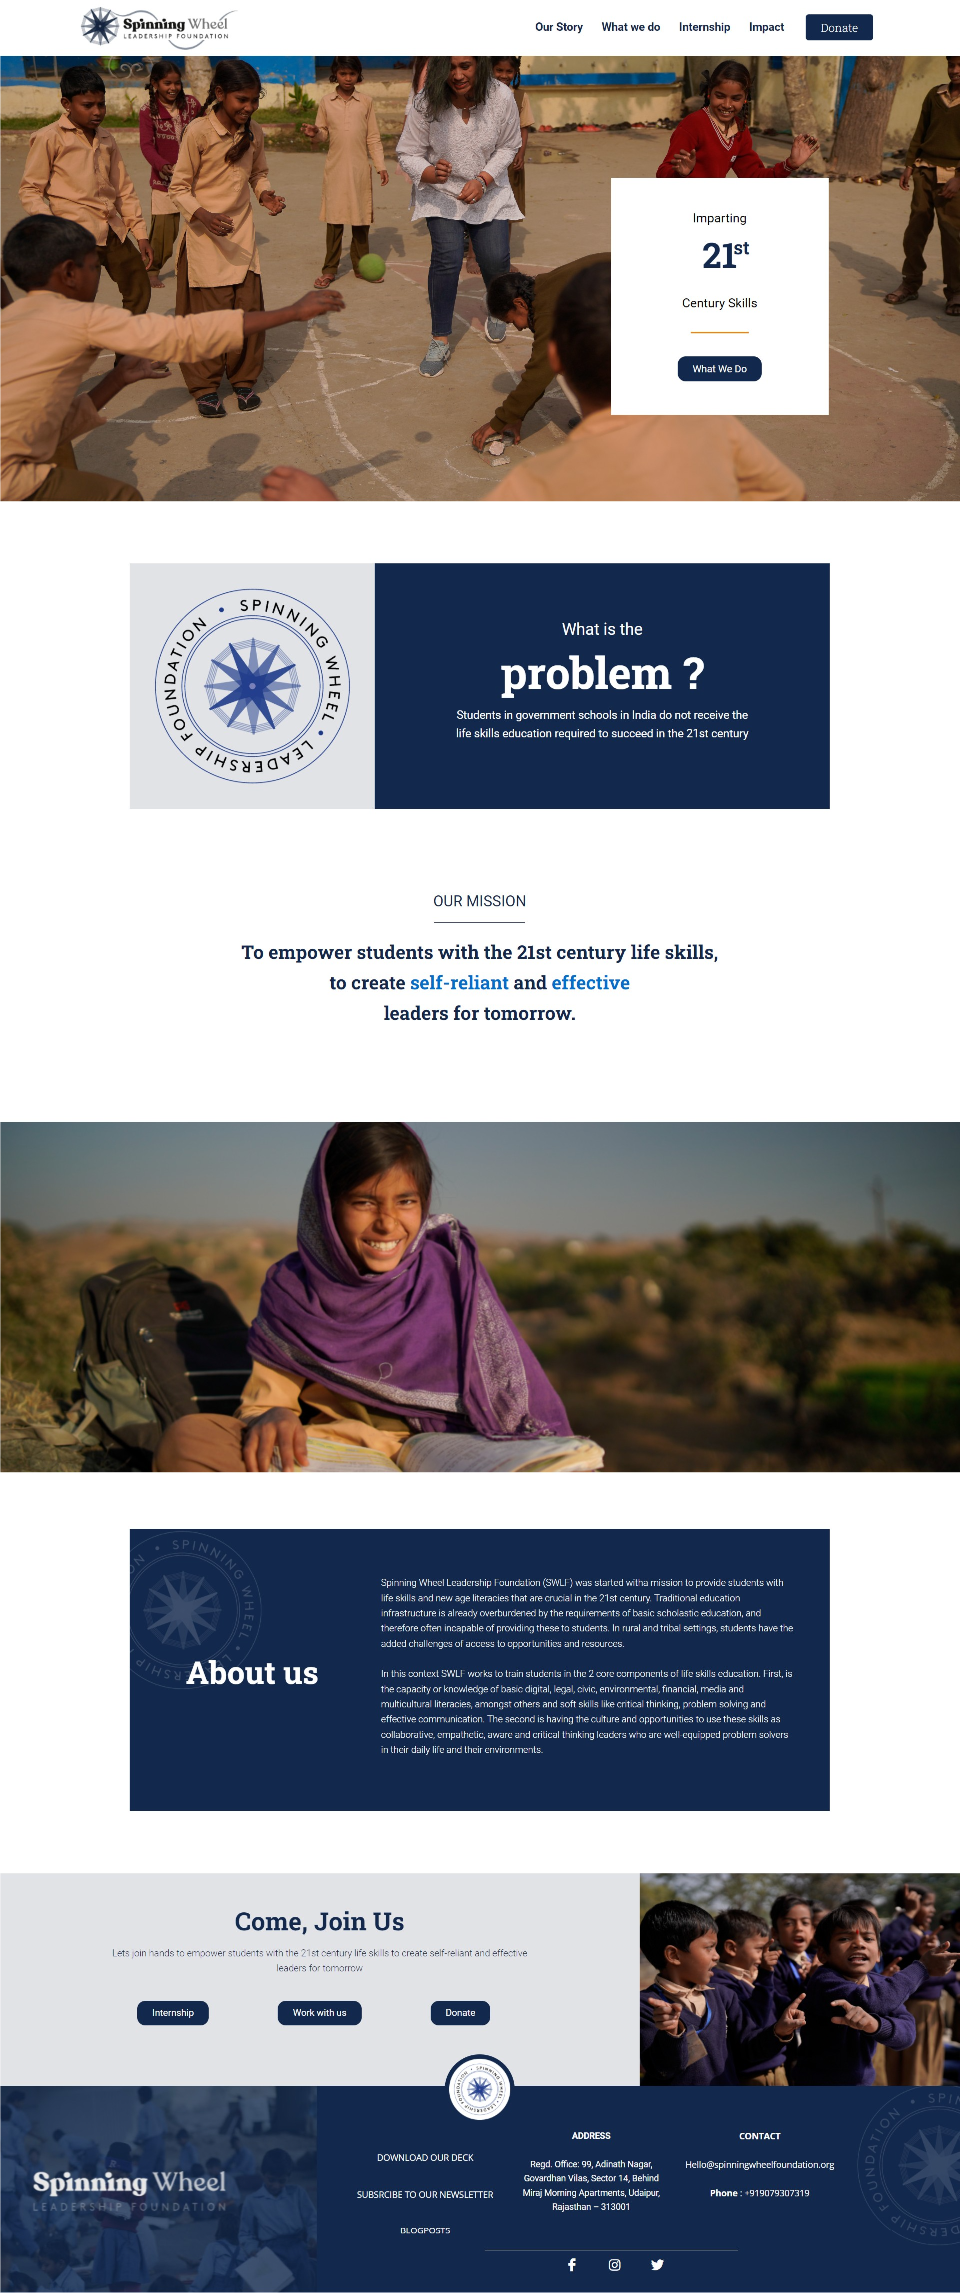 Spinning Wheel
LEADERSHIP FOUNDATION
Our Story
What we do
Internship
Impact
Donate
Imparting
21st
Century Skills
What We Do
SPINNING WHEEL • LEADERSHIP FOUNDATION •
What is the
problem ?
Students in government schools in India do not receive the
life skills education required to succeed in the 21st century
OUR MISSION
To empower students with the 21st century life skills,
to create self-reliant and effective
leaders for tomorrow.
SPINNING WHEEL
About us
Spinning Wheel Leadership Foundation (SWLF) was started witha mission to provide students with
life skills and new age literacies that are crucial in the 21st century. Traditional education
infrastructure is already overburdened by the requirements of basic scholastic education, and
therefore often incapable of providing these to students. In rural and tribal settings, students have the
added challenges of access to opportunities and resources.
In this context SWLF works to train students in the 2 core components of life skills education. First, is
the capacity or knowledge of basic digital, legal, civic, environmental, financial, media and
multicultural literacies, amongst others and soft skills like critical thinking, problem solving and
effective communication. The second is having the culture and opportunities to use these skills as
collaborative, empathetic, aware and critical thinking leaders who are well-equipped problem solvers
in their daily life and their environments.
Come, Join Us
Lets join hands to empower students with the 21st century life skills to create self-reliant and effective
leaders for tomorrow
Internship
Work with us
Donate
SPINNING WHEEL • LEADERSHIP FOUNDATION •
Spinning Wheel
LEADERSHIP FOUNDATION
DOWNLOAD OUR DECK
SUBSRCIBE TO OUR NEWSLETTER
BLOGPOSTS
ADDRESS
Regd. Office: 99, Adinath Nagar,
Govardhan Vilas, Sector 14, Behind
Miraj Morning Apartments, Udaipur,
Rajasthan – 313001
CONTACT
Hello@spinningwheelfoundation.org
Phone : +919079307319